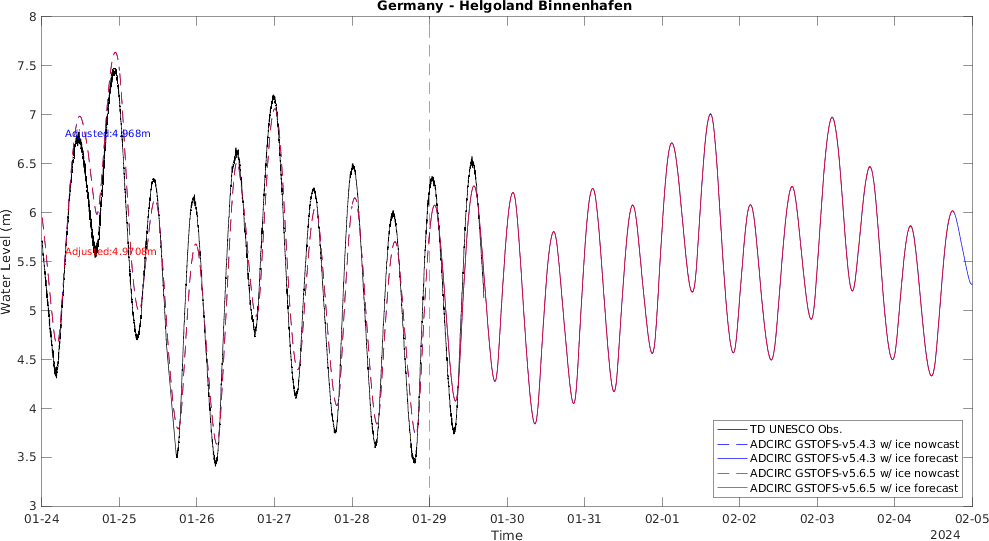 Germany - Helgoland Binnenhafen
8
7.5
7
6.5
6
5.5
5
4.5
4
3.5
3
Water Level (m)
Adjusted:4.968m
Adjusted:4.9708m
TD UNESCO Obs.
ADCIRC GSTOFS-v5.4.3 w/ ice nowcast
ADCIRC GSTOFS-v5.4.3 w/ ice forecast
ADCIRC GSTOFS-v5.6.5 w/ ice nowcast
ADCIRC GSTOFS-v5.6.5 w/ ice forecast
01-24 01-25 01-26 01-27 01-28 01-29 01-30 01-31 02-01 02-02 02-03 02-04 02-05
Time
2024